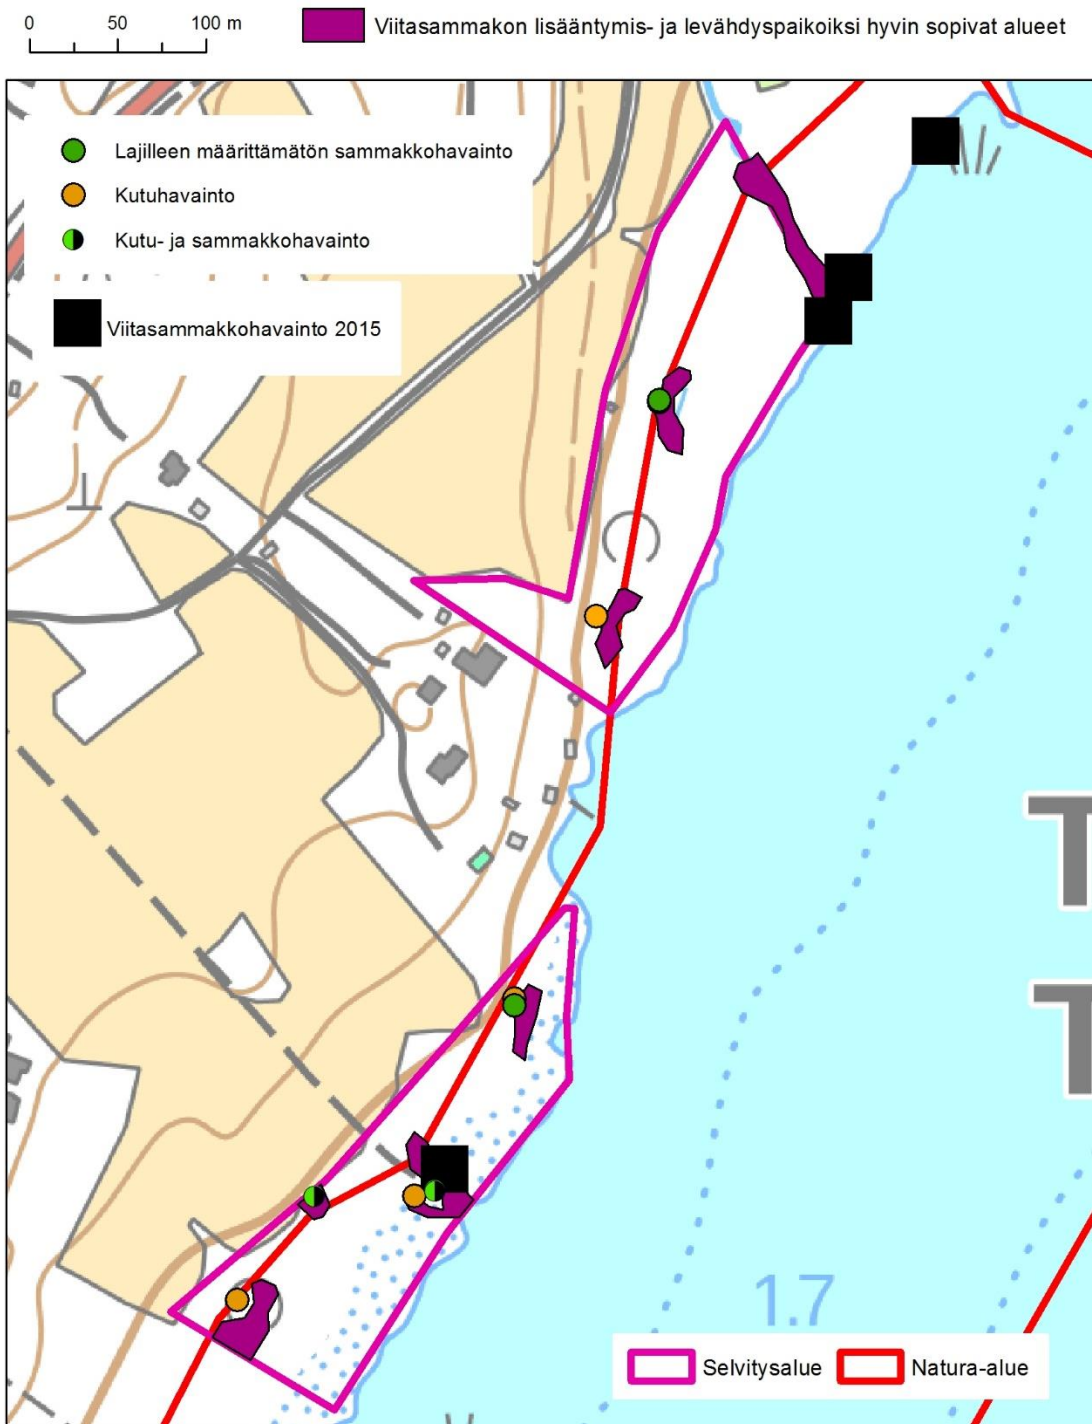 0 50 100 m
Viitasammakon lisääntymis- ja levähdyspaikoiksi hyvin sopivat alueet
Lajilleen määrittämätön sammakkohavainto
Kutuhavainto
Kutu- ja sammakkohavainto
Viitasammakkohavainto 2015
T
T
1.7
Selvitysalue Natura-alue